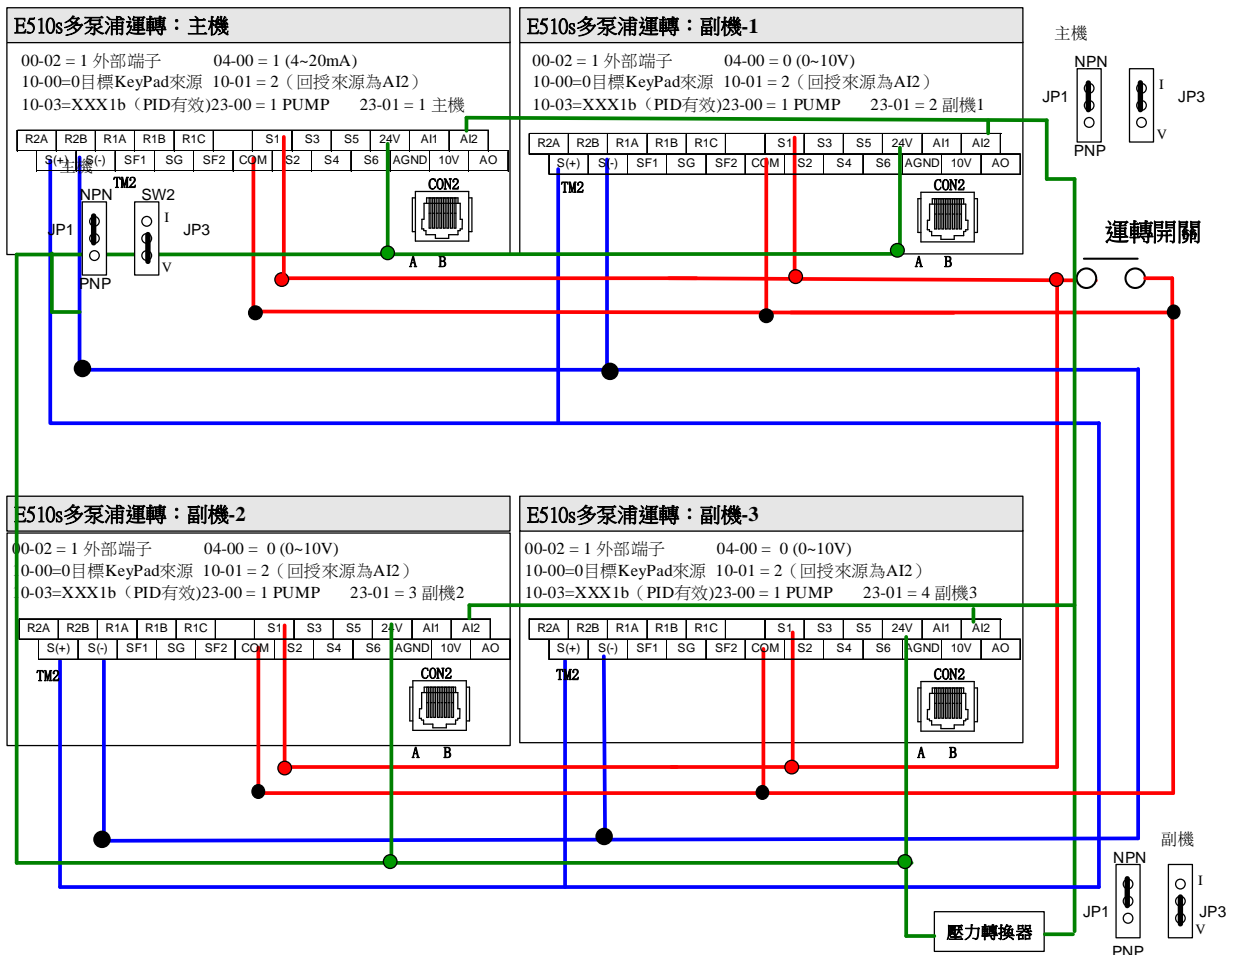 E510s多泵浦運轉：主機
00-02 = 1 外部端子 04-00 = 1 (4~20mA)
10-00=0目標KeyPad來源 10-01 = 2（回授來源為AI2）
10-03=XXX1b（PID有效)23-00 = 1 PUMP 23-01 = 1 主機
R2A R2B R1A R1B R1C S1 S3 S5 24V AI1 AI2
S(+) S(-) SF1 SG SF2 COM S2 S4 S6 AGND 10V AO
主機
TM2
CON2
NPN SW2
JP1 I JP3
V
PNP
A B
E510s多泵浦運轉：副機-1
00-02 = 1 外部端子 04-00 = 0 (0~10V)
10-00=0目標KeyPad來源 10-01 = 2（回授來源為AI2）
10-03=XXX1b（PID有效)23-00 = 1 PUMP 23-01 = 2 副機1
R2A R2B R1A R1B R1C S1 S3 S5 24V AI1 AI2
S(+) S(-) SF1 SG SF2 COM S2 S4 S6 AGND 10V AO
TM2
CON2
A B
主機
NPN
JP1 I JP3
V
PNP
運轉開關
E510s多泵浦運轉：副機-2
00-02 = 1 外部端子 04-00 = 0 (0~10V)
10-00=0目標KeyPad來源 10-01 = 2（回授來源為AI2）
10-03=XXX1b（PID有效)23-00 = 1 PUMP 23-01 = 3 副機2
R2A R2B R1A R1B R1C S1 S3 S5 24V AI1 AI2
S(+) S(-) SF1 SG SF2 COM S2 S4 S6 AGND 10V AO
TM2
CON2
A B
E510s多泵浦運轉：副機-3
00-02 = 1 外部端子 04-00 = 0 (0~10V)
10-00=0目標KeyPad來源 10-01 = 2（回授來源為AI2）
10-03=XXX1b（PID有效)23-00 = 1 PUMP 23-01 = 4 副機3
R2A R2B R1A R1B R1C S1 S3 S5 24V AI1 AI2
S(+) S(-) SF1 SG SF2 COM S2 S4 S6 AGND 10V AO
TM2
CON2
A B
副機
NPN
JP1 I JP3
V
PNP
壓力轉換器